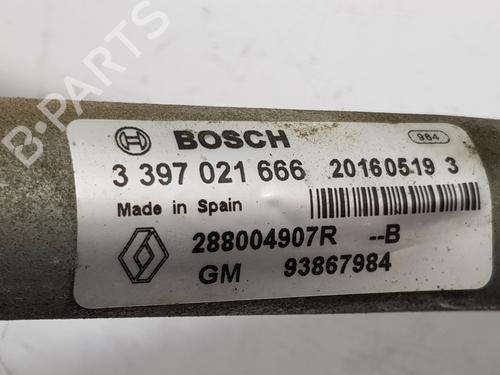 B-PARTS
BOSCH
984
3 397 021 666 20160519 3
Made in Spain
288004907R --B
GM 93867984